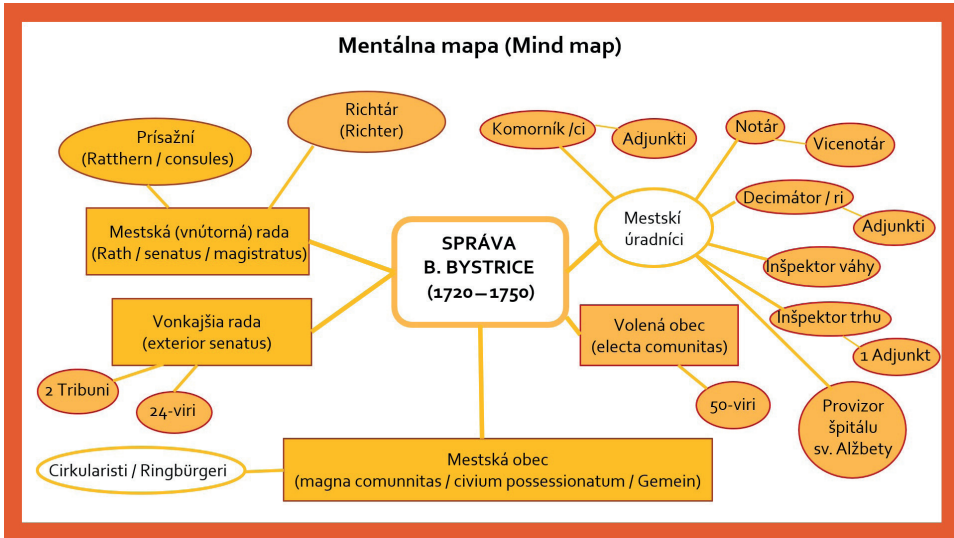 Mentálna mapa (Mind map)
Prísažní
(Ratthern / consules)
Richtár
(Richter)
Mestská (vnútorná) rada
(Rath / senatus / magistratus)
Vonkajšia rada
(exterior senatus)
2 Tribuni
24-viri
Cirkularisti / Ringbürgeri
SPRÁVA
B. BYSTRICE
(1720–1750)
Mestská obec
(magna comunnitas / civium possessionatum / Gemein)
Volená obec
(electa comunitas)
50-viri
Mestskí
úradníci
Komorník /ci
Adjunkti
Notár
Vicenotár
Decimátor / ri
Adjunkti
Inšpektor váhy
Inšpektor trhu
1 Adjunkt
Provizor
špitálu
sv. Alžbety